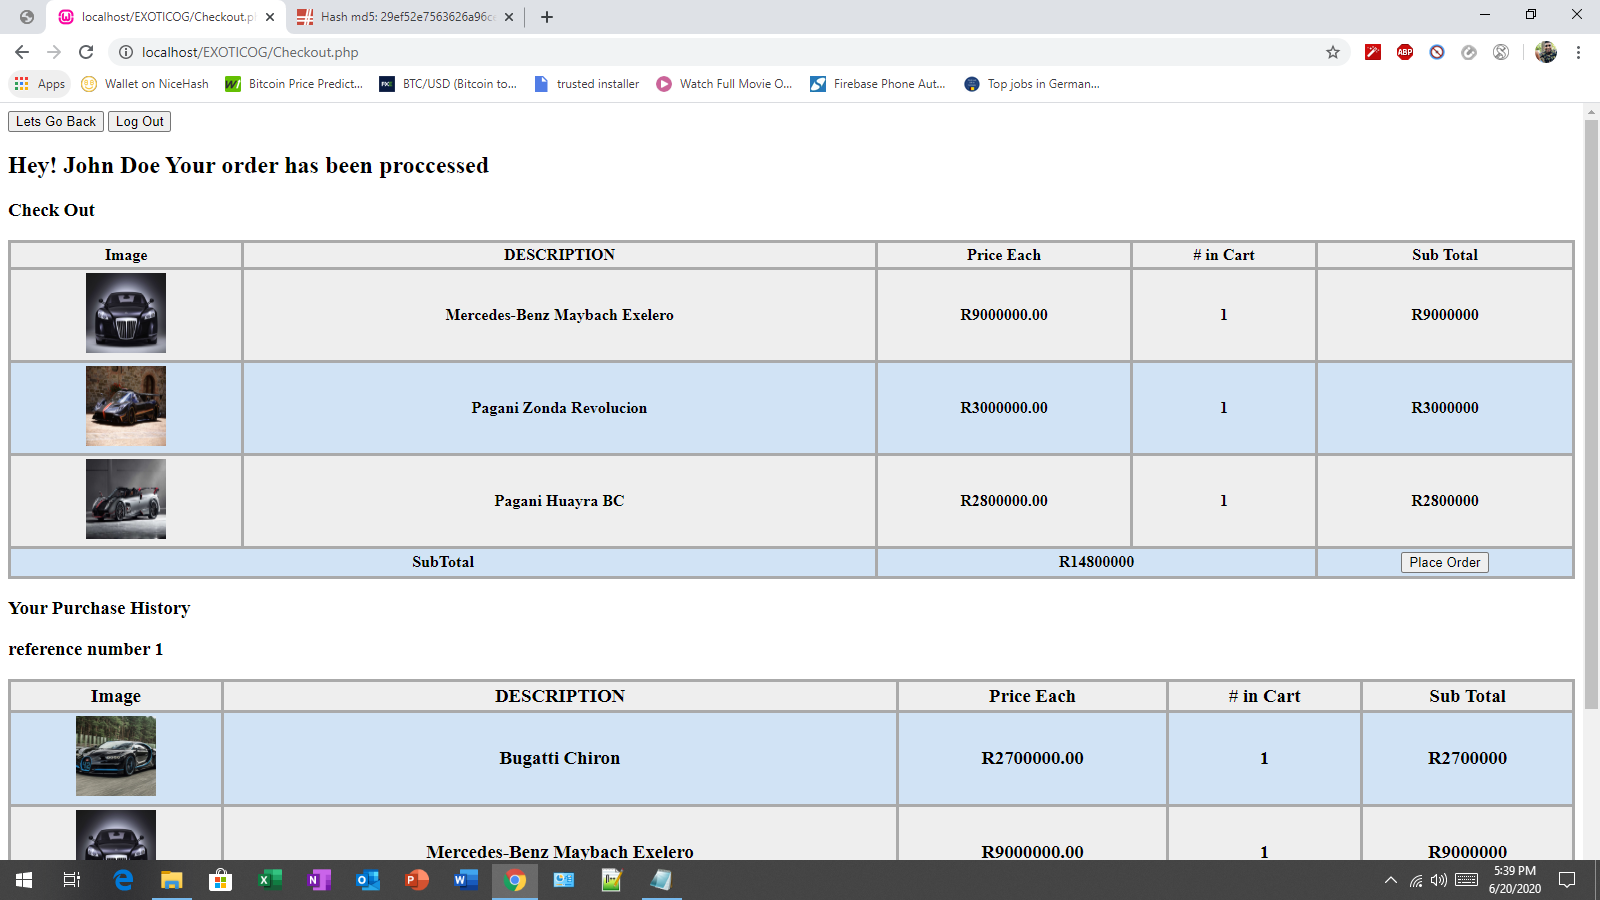 localhost/EXOTICOG/Checkout.p
Hash md5: 29ef52e7563626a96ce
localhost/EXOTICOG/Checkout.php
ABP
Apps
Wallet on NiceHash
Bitcoin Price Predict...
BTC/USD (Bitcoin to...
trusted installer
Watch Full Movie O...
Firebase Phone Aut...
Top jobs in German...
Lets Go Back Log Out
Hey! John Doe Your order has been proccessed
Check Out
Image DESCRIPTION Price Each # in Cart Sub Total
Mercedes-Benz Maybach Exelero R9000000.00 1 R9000000
Pagani Zonda Revolucion R3000000.00 1 R3000000
Pagani Huayra BC R2800000.00 1 R2800000
SubTotal R14800000 Place Order
Your Purchase History
reference number 1
Image DESCRIPTION Price Each # in Cart Sub Total
Bugatti Chiron R2700000.00 1 R2700000
Mercedes-Benz Maybach Exelero R9000000.00 1 R9000000
5:39 PM
6/20/2020